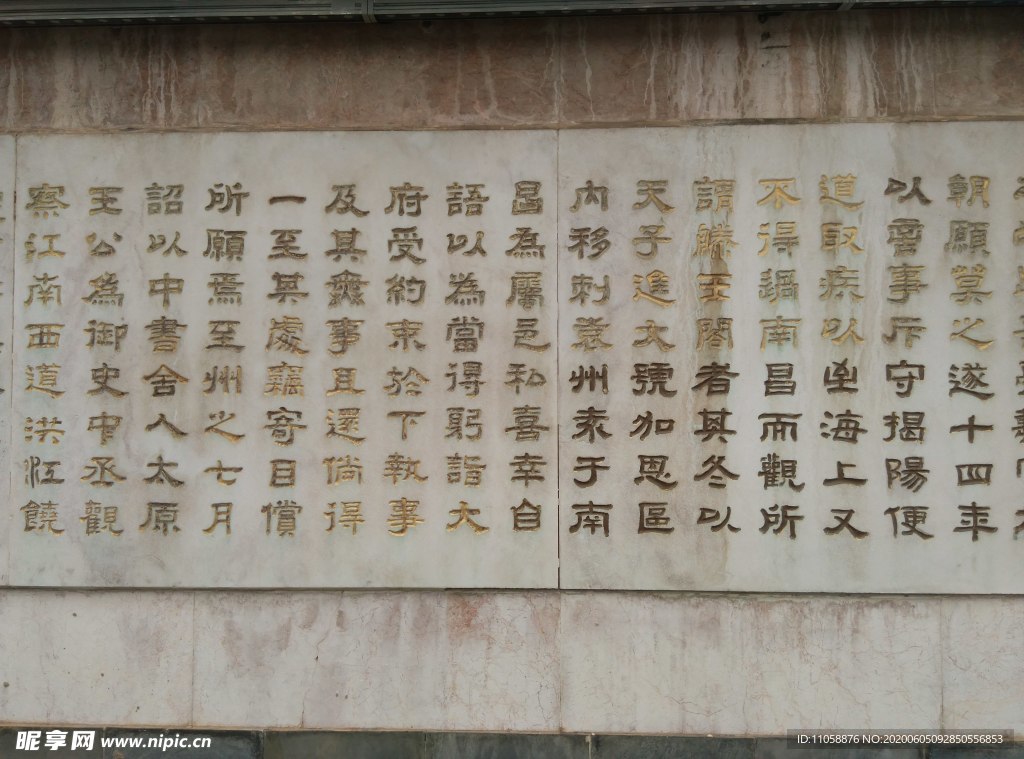 朝願莫之遂十四年
以言事斥守揭陽便
道取疾以至海上又
不得過南昌而觀所
謂滕王閣者其冬以
天子進大號加恩區
內移刺袁州袁于南
昌為屬邑私喜幸自
語以為當得躬詣大
府受約束於下執事
及其無事且還倘得
一至其處竊寄目償
所願焉至州之七月
詔以中書舍人太原
王公為御史中丞觀
察江南西道洪江饒
昵享网 www.nipic.cn
ID:11058876 NO:20200605092850556853